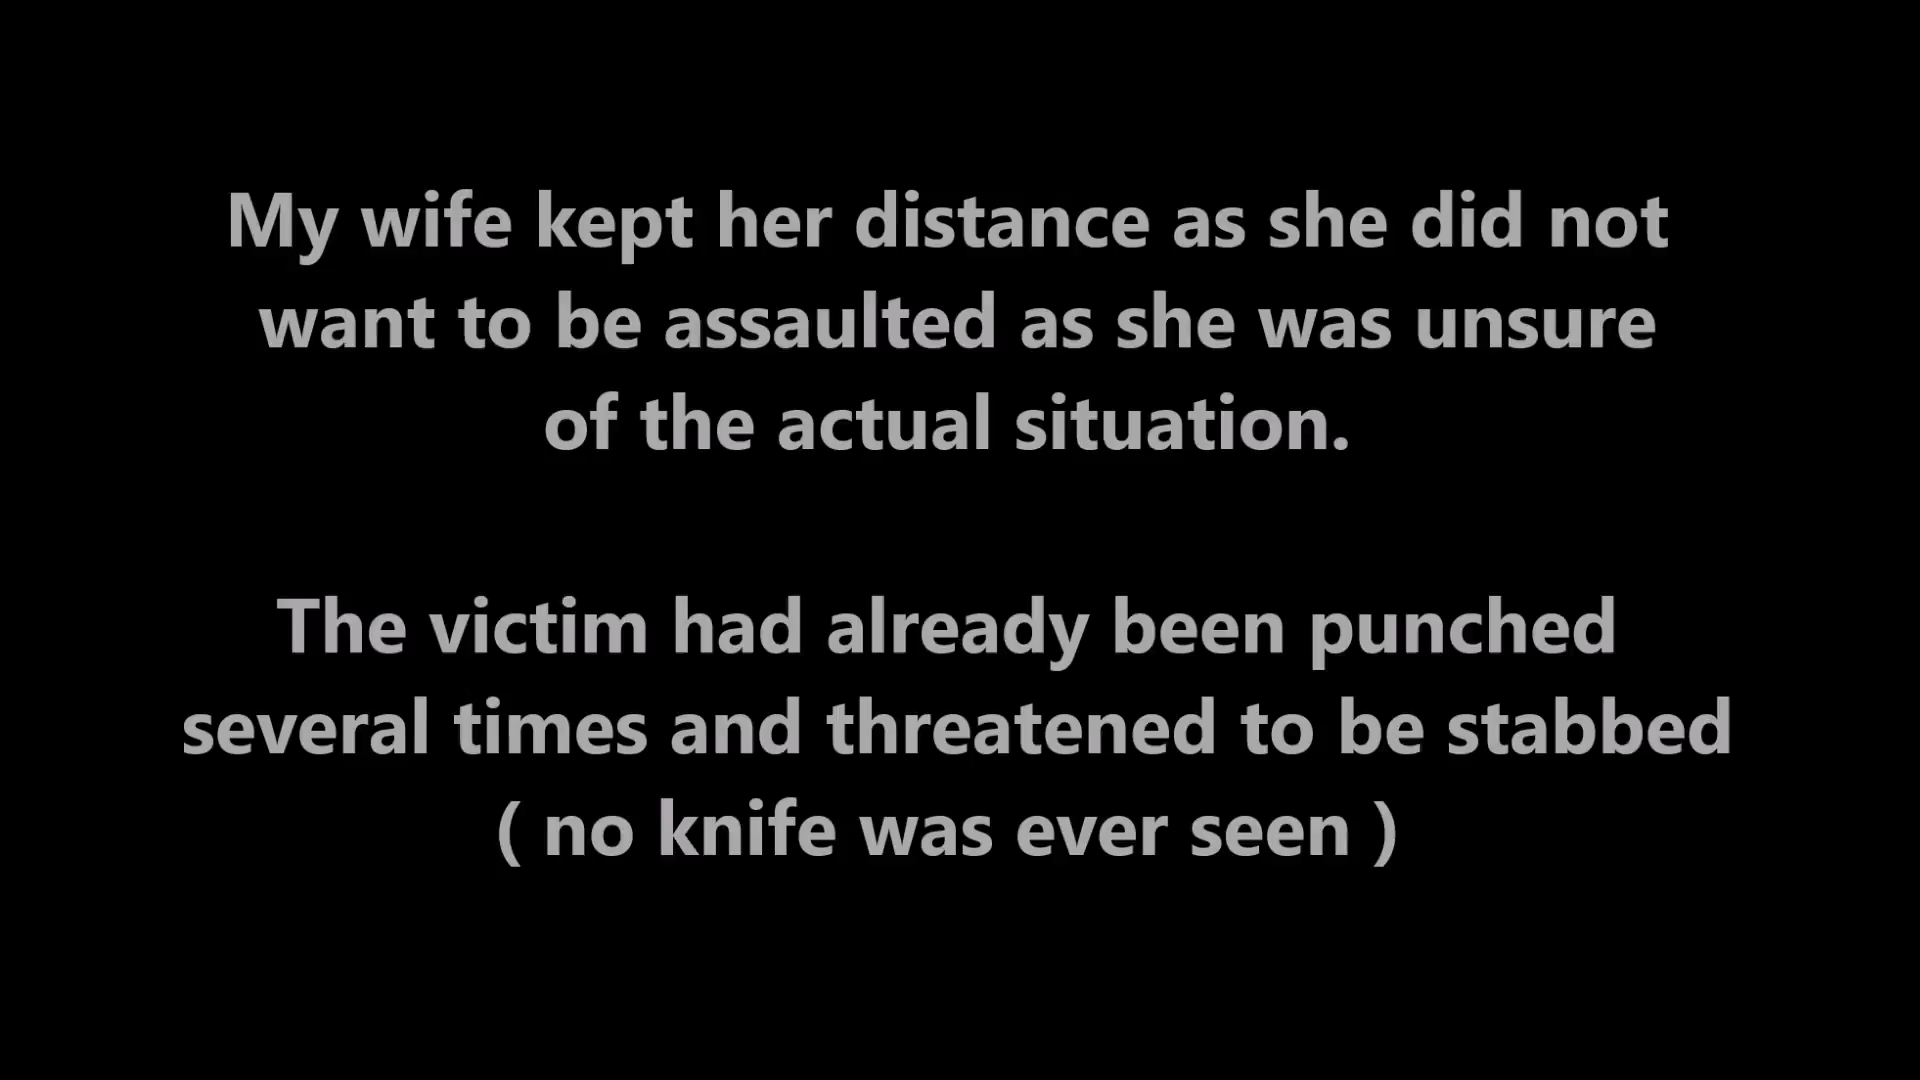 My wife kept her distance as she did not
want to be assaulted as she was unsure
of the actual situation.
The victim had already been punched
several times and threatened to be stabbed
( no knife was ever seen )